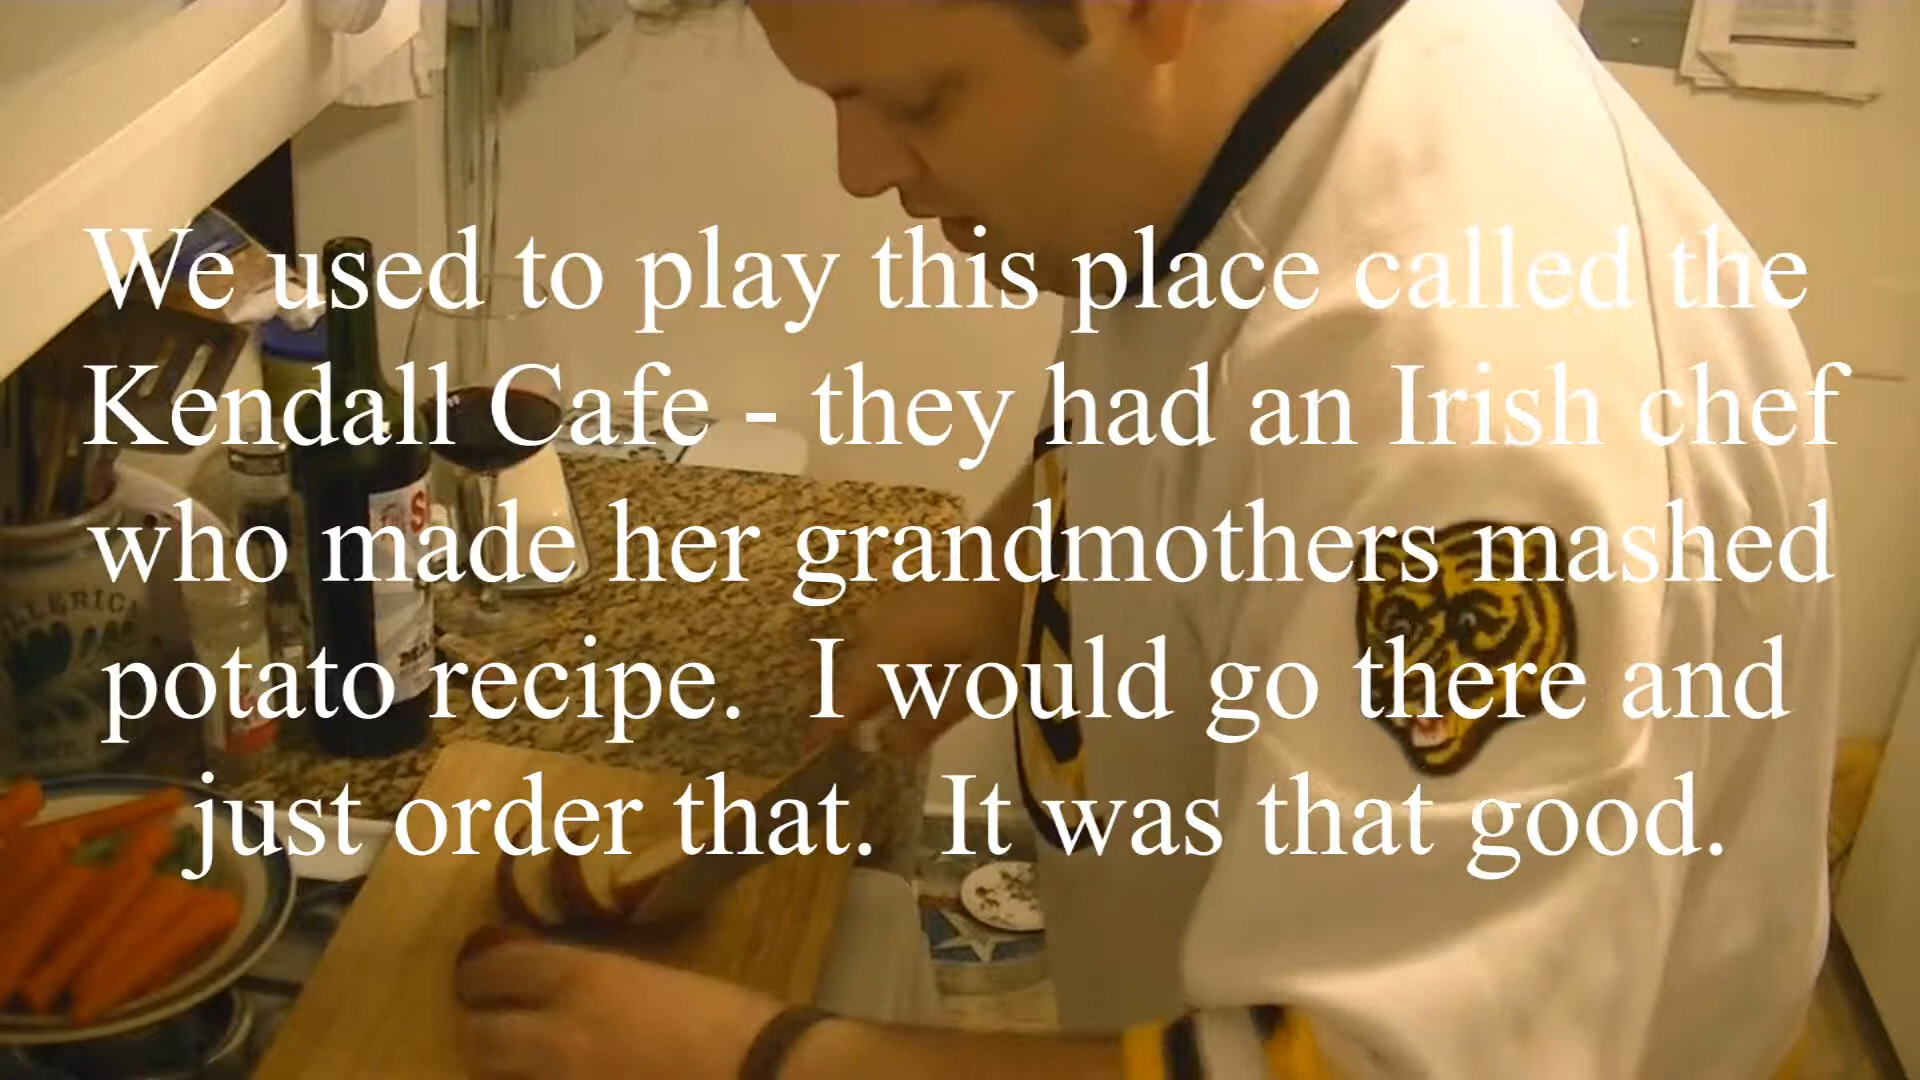 We used to play this place called the
Kendall Cafe - they had an Irish chef
who made her grandmothers mashed
potato recipe.  I would go there and
just order that.  It was that good.